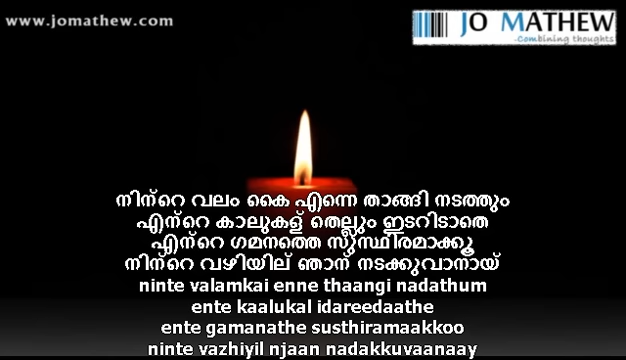 www.jomathew.com
JO MATHEW
Combining thoughts
നിന്റെ വലം കൈ എന്നെ താങ്ങി നടത്തും
എന്റെ കാലുകള് തെല്ലും ഇടറിടാതെ
എന്റെ ഗമനത്തെ സുസ്ഥിരമാക്കൂ
നിന്റെ വഴിയില് ഞാന് നടക്കുവാനായ്
ninte valamkai enne thaangi nadathum
ente kaalukal idareedaathe
ente gamanathe susthiramaakkoo
ninte vazhiyil njaan nadakkuvaanaay